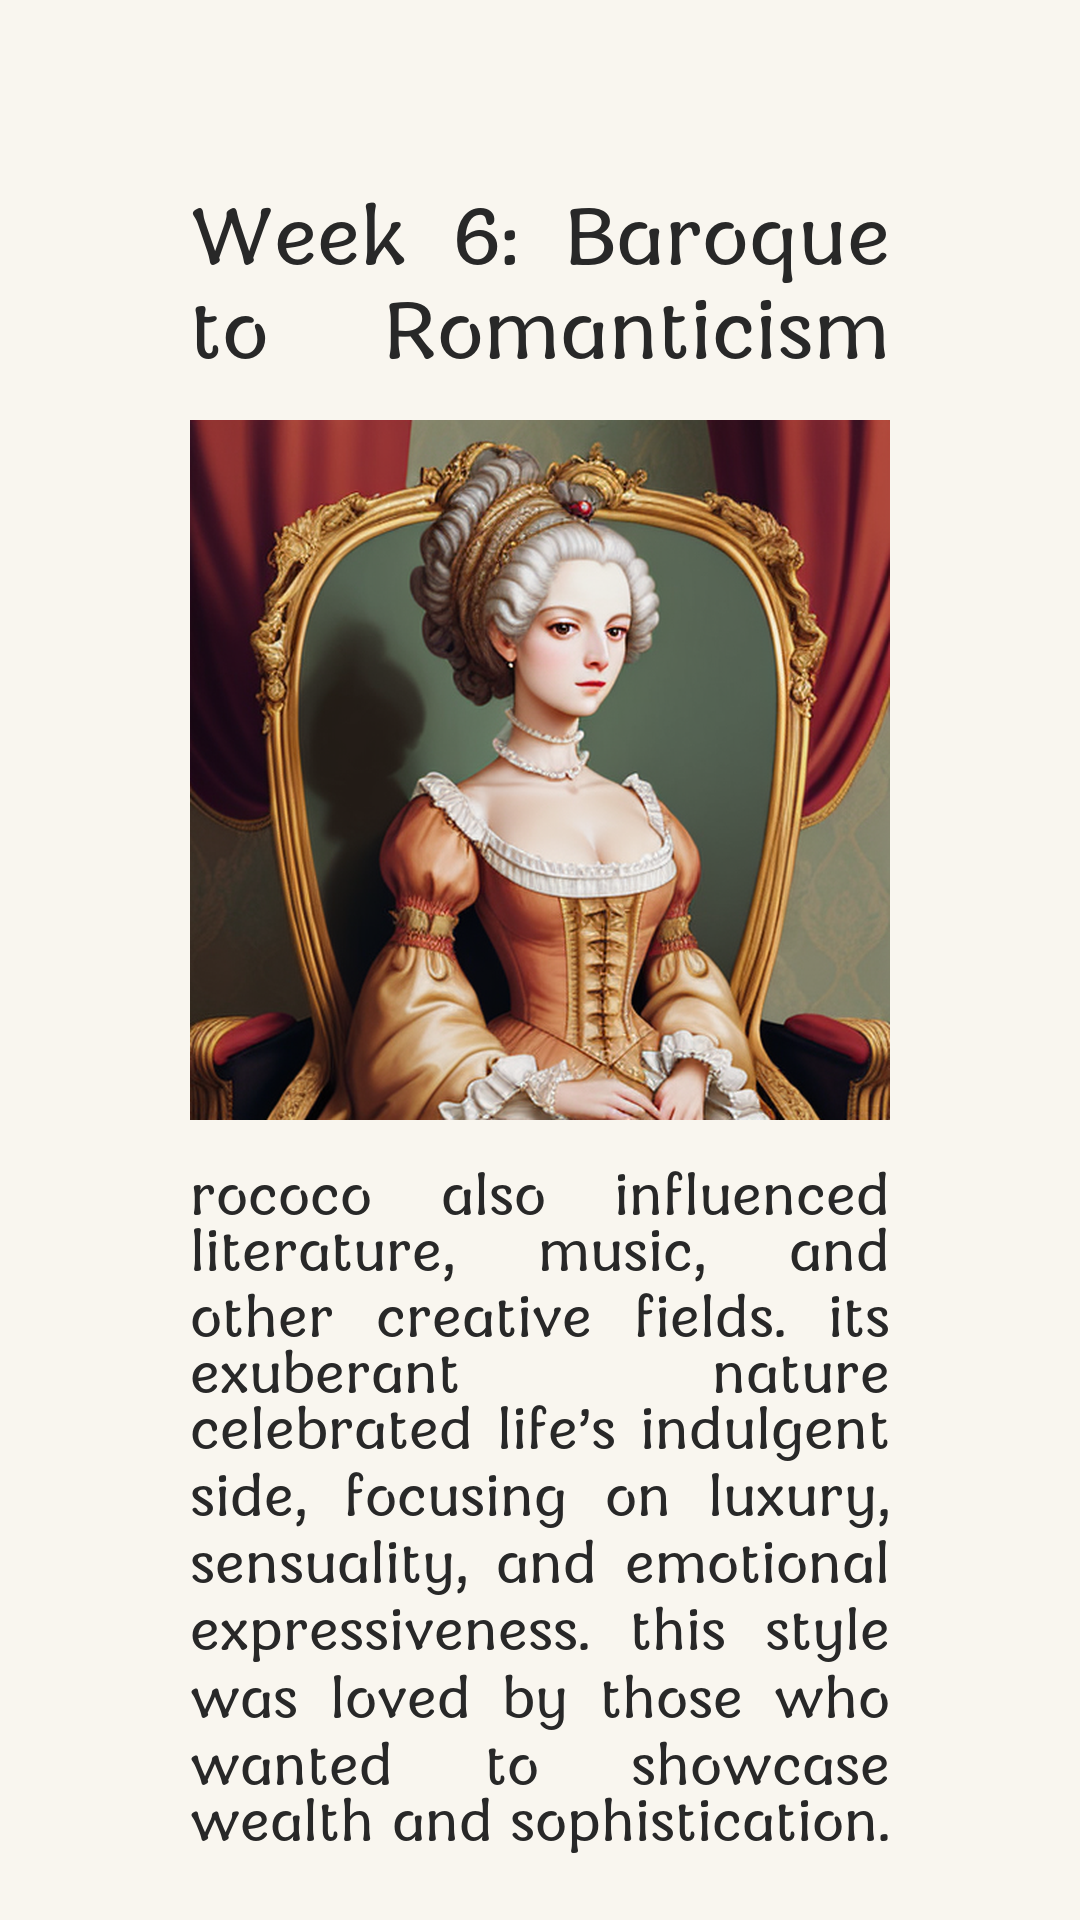 Week 6: Baroque
to Romanticism
rococo also influenced
literature, music, and
other creative fields. its
exuberant nature
celebrated life’s indulgent
side, focusing on luxury,
sensuality, and emotional
expressiveness. this style
was loved by those who
wanted to showcase
wealth and sophistication.